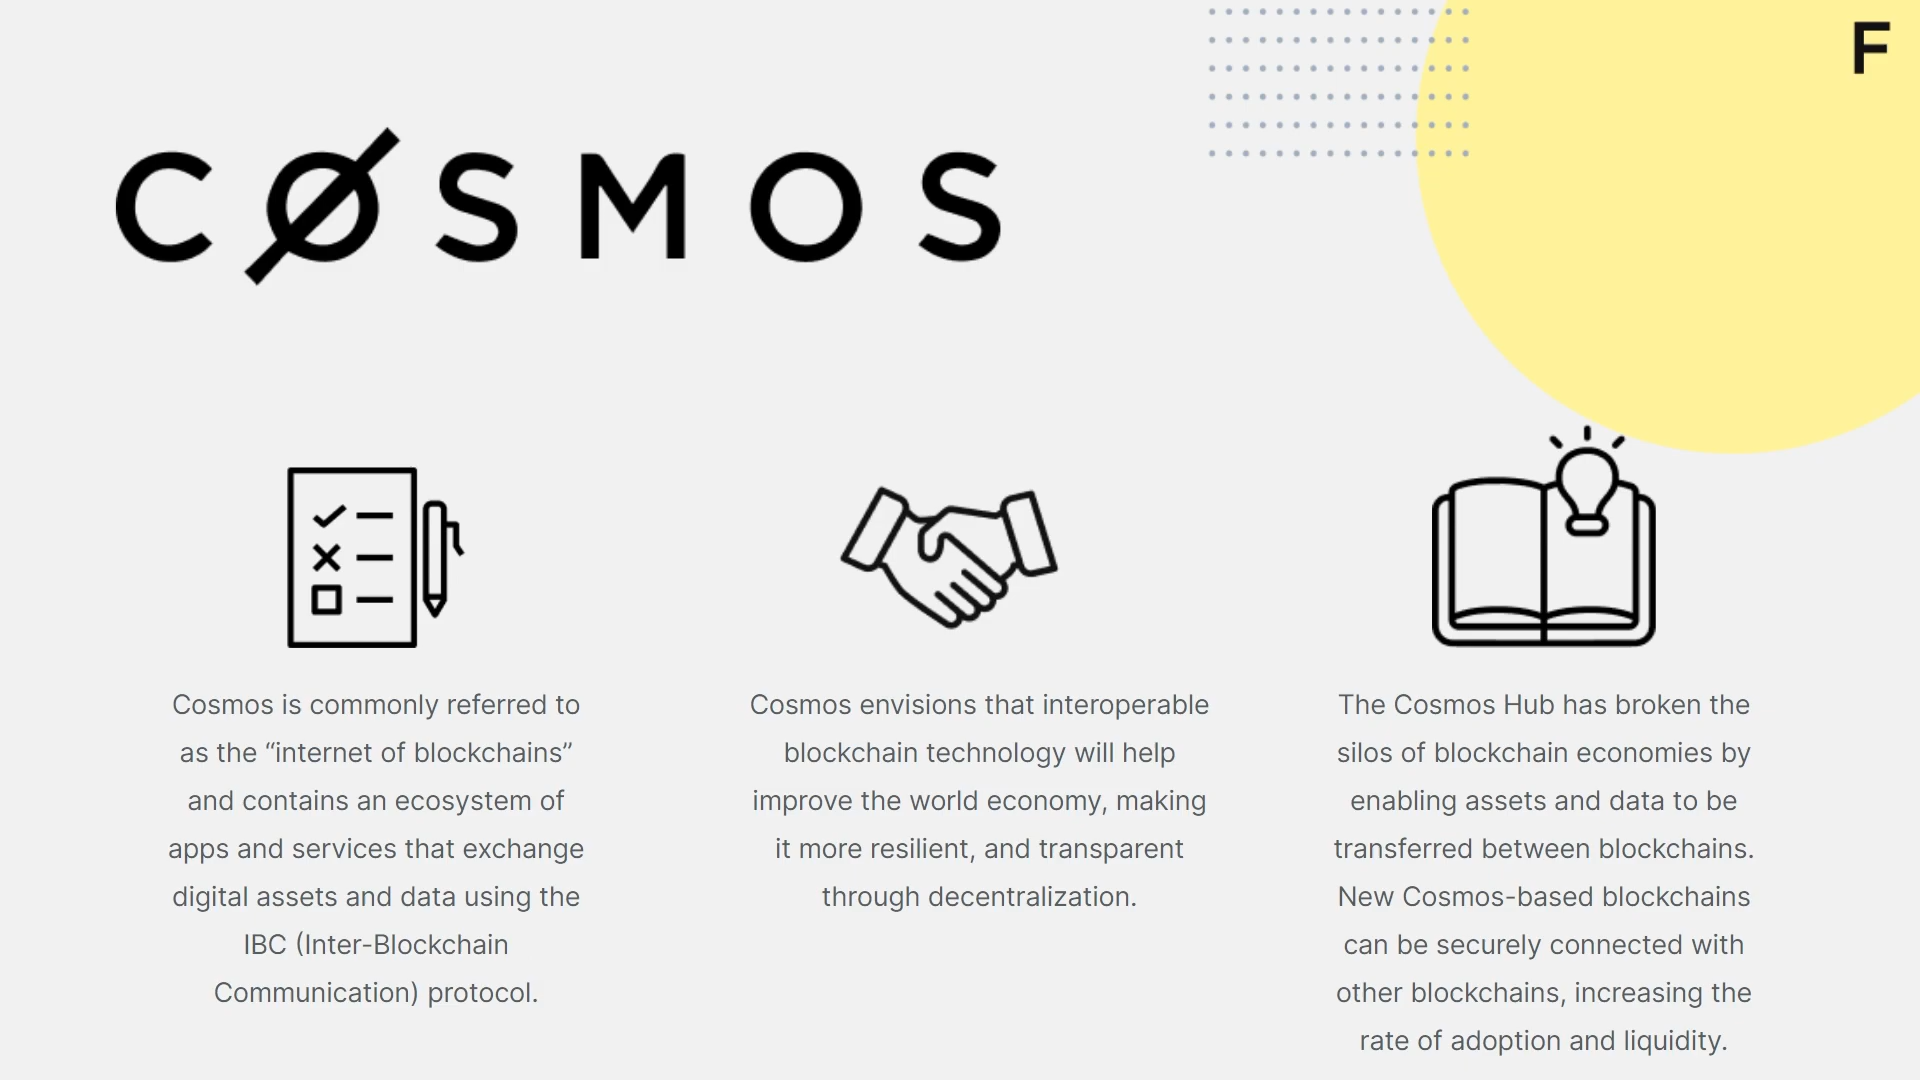 F
CØSMOS
Cosmos is commonly referred to
as the “internet of blockchains”
and contains an ecosystem of
apps and services that exchange
digital assets and data using the
IBC (Inter-Blockchain
Communication) protocol.
Cosmos envisions that interoperable
blockchain technology will help
improve the world economy, making
it more resilient, and transparent
through decentralization.
The Cosmos Hub has broken the
silos of blockchain economies by
enabling assets and data to be
transferred between blockchains.
New Cosmos-based blockchains
can be securely connected with
other blockchains, increasing the
rate of adoption and liquidity.